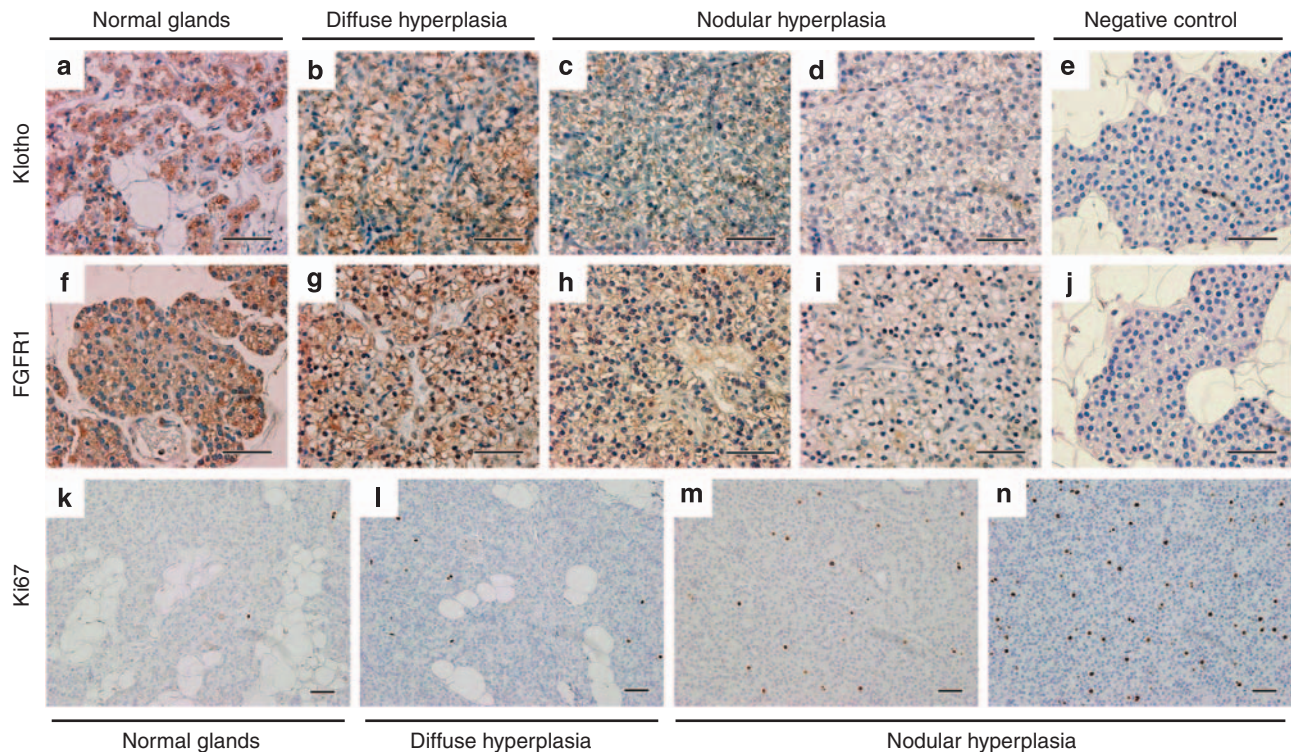 Normal glands
Diffuse hyperplasia
Nodular hyperplasia
Negative control
Klotho
a
b
c
d
e
FGFR1
f
g
h
i
j
Ki67
k
l
m
n
Normal glands
Diffuse hyperplasia
Nodular hyperplasia